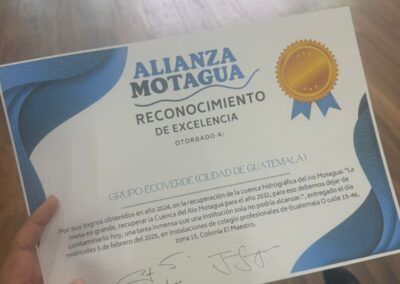 ALIANZA
MOTAGUA
RECONOCIMIENTO
DE EXCELENCIA
OTORGADO A:
GRUPO ECOVERDE (CIUDAD DE GUATEMALA)
Por sus logros obtenidos en año 2024, en la recuperación de la cuenca hidrográfica del río Motagua: "La
meta es grande, recuperar la Cuenca del Río Motagua para el año 2032, para eso debemos dejar de
contaminarlo hoy, una tarea inmensa que una institución sola no podría alcanzar.", entregado el día
miércoles 5 de febrero del 2025, en instalaciones de colegio profesionales de Guatemala 0 calle 15-46,
zona 15, Colonia El Maestro.